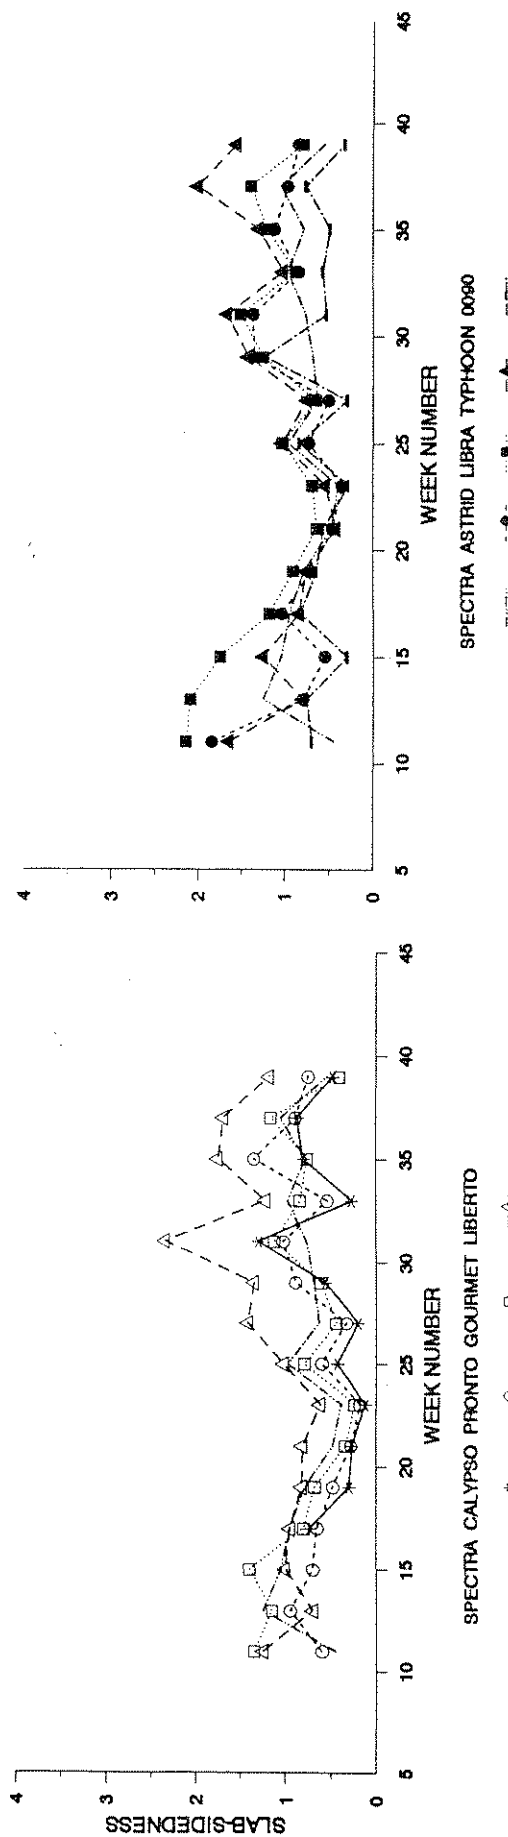 SLAB-SIDEDNESS
4
3
2
1
0
5 10 15 20 25 30 35 40 45
WEEK NUMBER
SPECTRA CALYPSO PRONTO GOURMET LIBERTO
4
3
2
1
0
5 10 15 20 25 30 35 40 45
WEEK NUMBER
SPECTRA ASTRID LIBRA TYPHOON 0090